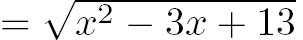 = √(x² − 3x + 13)